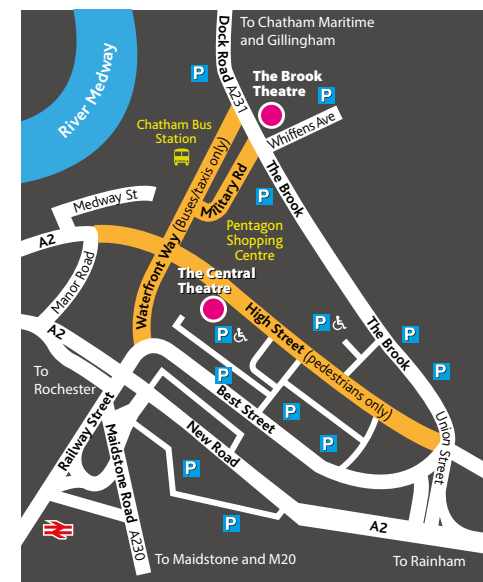 To Chatham Maritime
and Gillingham
Dock Road A231
P
The Brook
Theatre
P
River Medway
Chatham Bus
Station
Whiffens Ave
Military Rd
The Brook
P
Medway St
Waterfront Way (Buses/taxis only)
Pentagon
Shopping
Centre
A2
Manor Road
The Central
Theatre
High Street (pedestrians only)
P
P
The Brook
P
A2
To
Rochester
P
P
Best Street
P
Union Street
Railway Street
Maidstone Road A230
New Road
P
P
P
A2
To Maidstone and M20
To Rainham